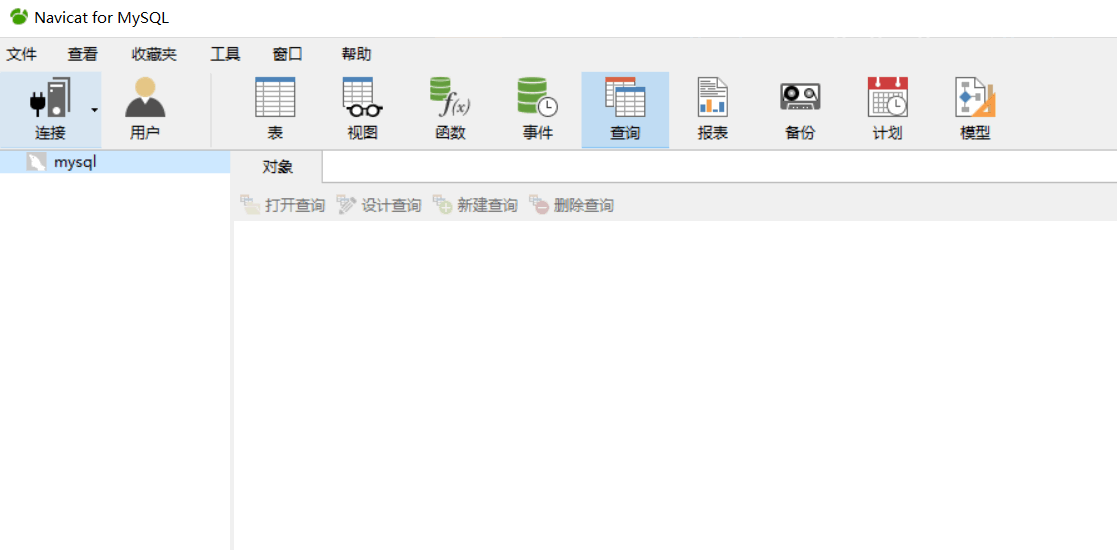 Navicat for MySQL
文件 查看 收藏夹 工具 窗口 帮助
连接 用户 表 视图 f(x) 函数 事件 查询 报表 备份 计划 模型
mysql
对象
打开查询 设计查询 新建查询 删除查询